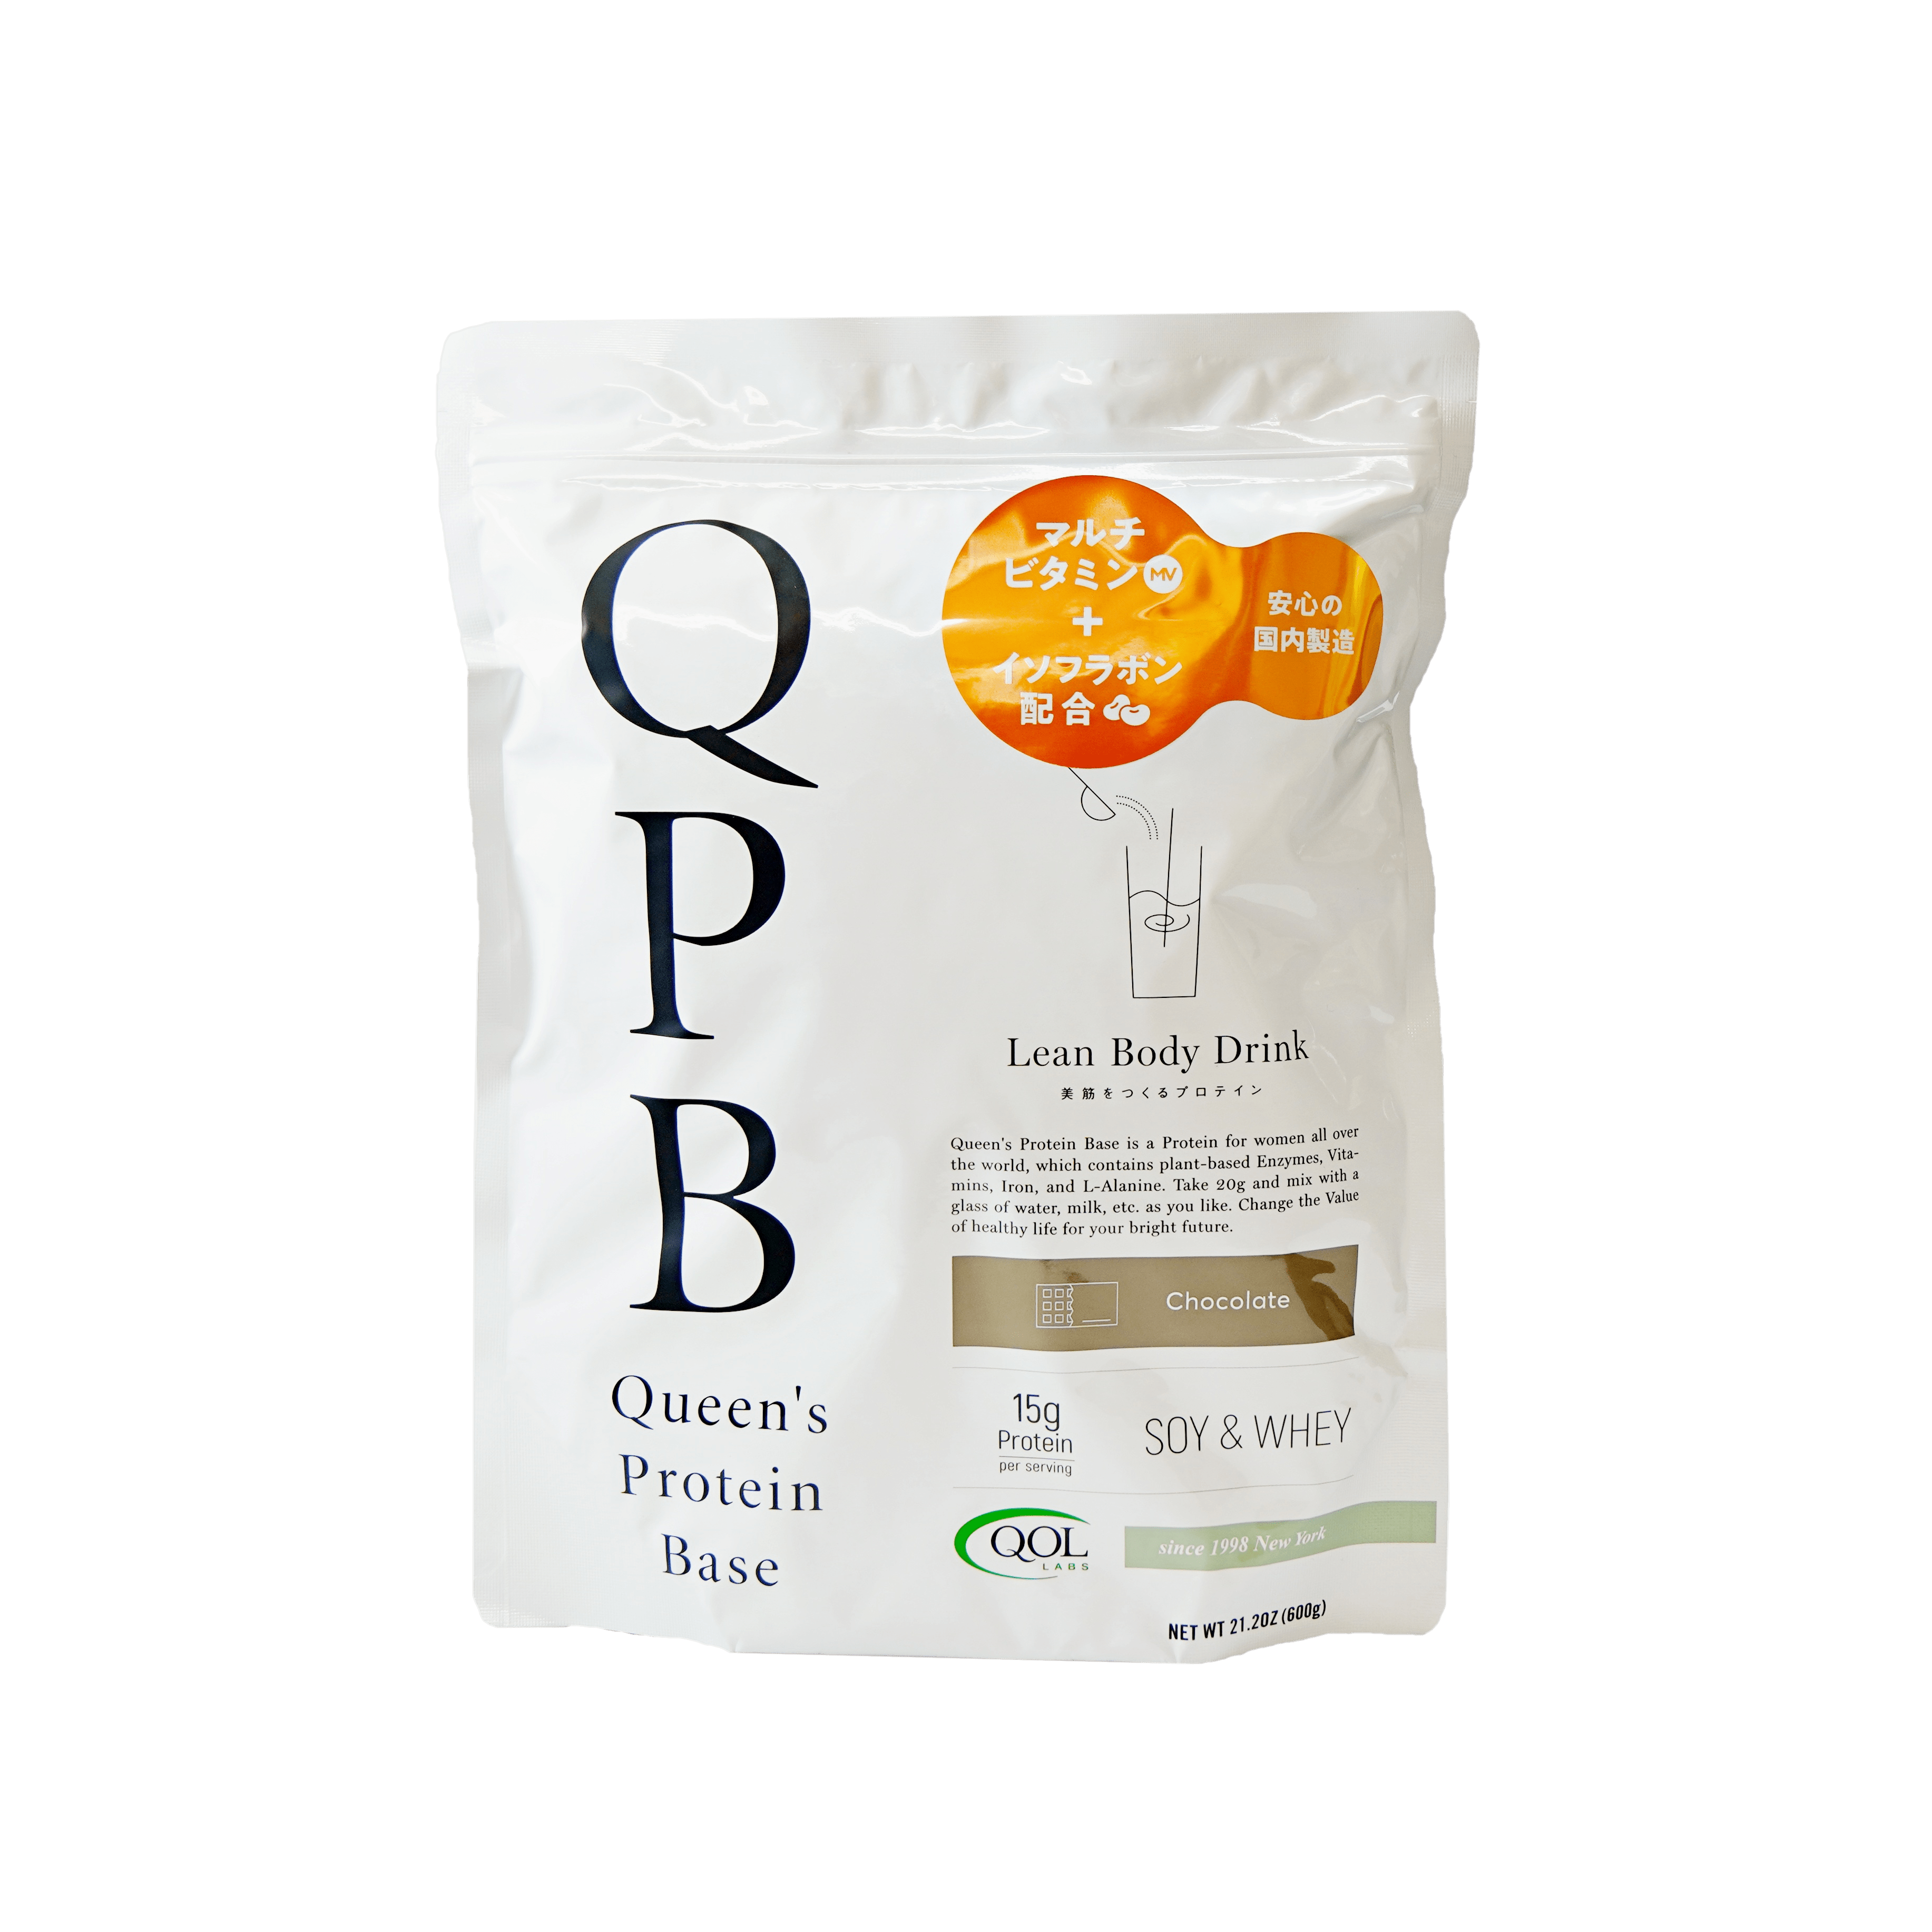 Q
P
B
Queen's
Protein
Base
マルチ
ビタミン MV
+
イソフラボン
配合
安心の
国内製造
Lean Body Drink
美筋をつくるプロテイン
Queen's Protein Base is a Protein for women all over
the world, which contains plant-based Enzymes, Vita-
mins, Iron, and L-Alanine. Take 20g and mix with a
glass of water, milk, etc. as you like. Change the Value
of healthy life for your bright future.
Chocolate
15g
Protein
per serving
SOY & WHEY
QOL
LABS
since 1998 New York
NET WT 21.2OZ (600g)